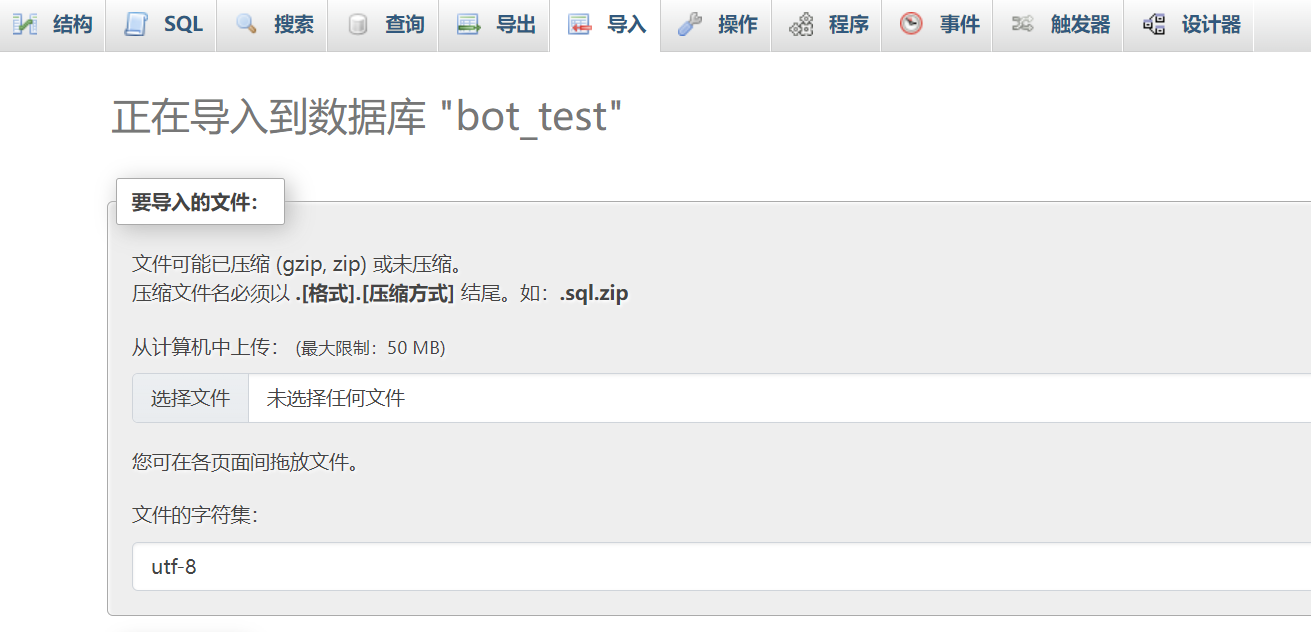 结构 SQL 搜索 查询 导出 导入 操作 程序 事件 触发器 设计器
正在导入到数据库 "bot_test"
要导入的文件：
文件可能已压缩 (gzip, zip) 或未压缩。
压缩文件名必须以 .[格式].[压缩方式] 结尾。如：.sql.zip
从计算机中上传： (最大限制：50 MB)
选择文件 未选择任何文件
您可在各页面间拖放文件。
文件的字符集：
utf-8